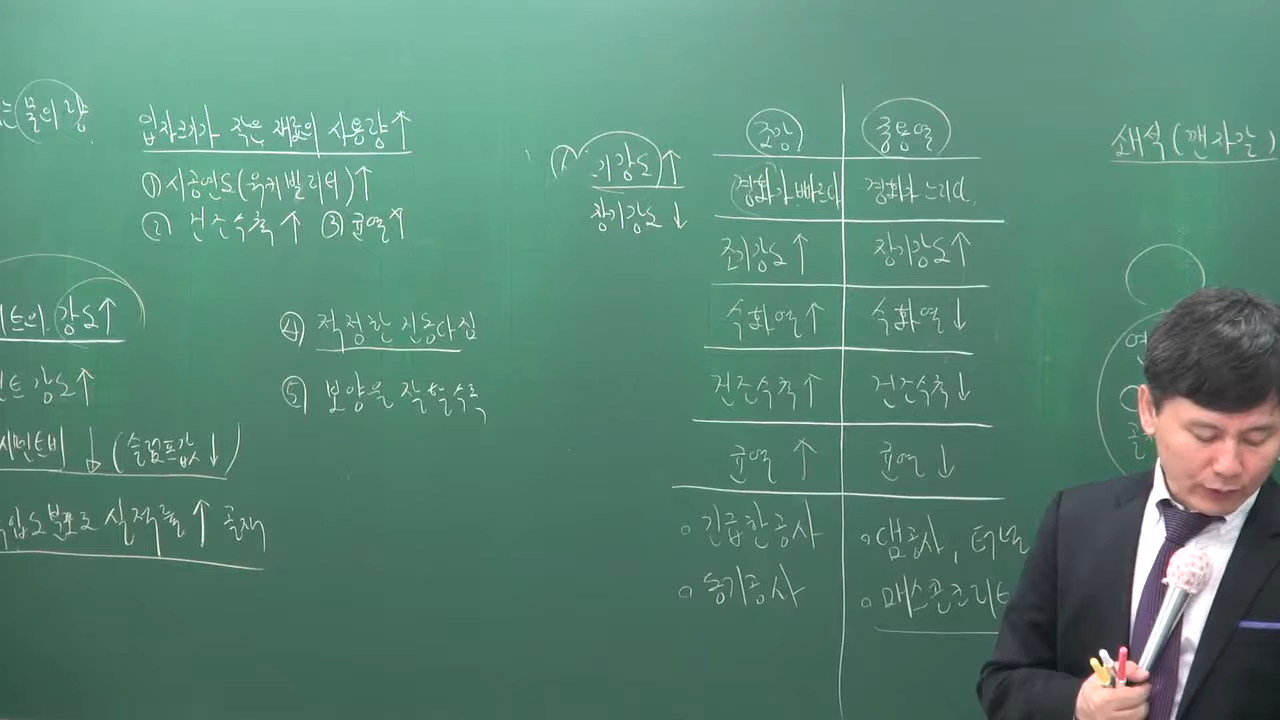 는 물의 양
입자크기가 작은 재료의 사용량↑
① 시공연도(워커빌리티)↑
② 건조수축↑ ③ 균열↑
강도↑
강도↑
시멘트비↓(슬럼프값↓)
입도분포로 실적률↑ 골재
④ 적정한 진동다짐
⑤ 보양을 잘할수록
기강도↑
장기강도↓
조강 중용열
경화가 빠르다 경화가 느리다.
조기강도↑ 장기강도↑
수화열↑ 수화열↓
건조수축↑ 건조수축↓
균열↑ 균열↓
◦ 긴급한공사 ◦ 댐공사, 터널
◦ 동기공사 ◦ 매스콘크리트
쇄석(깬자갈)